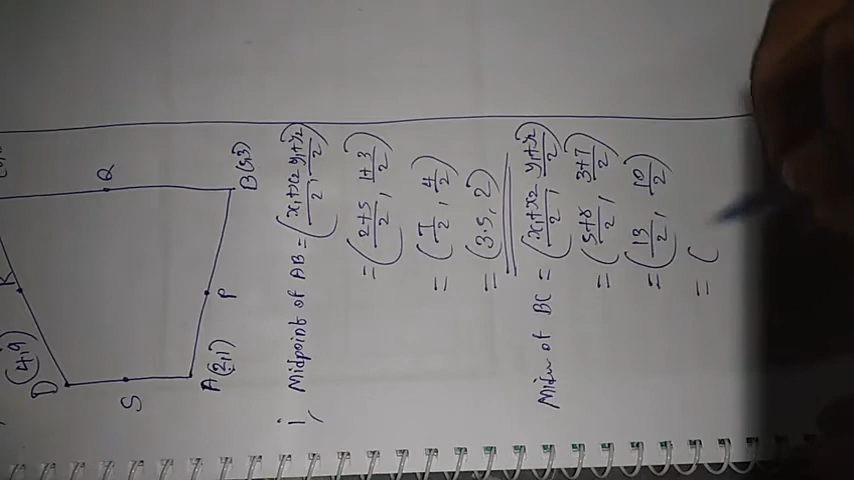 D
(4,9)
R
S
Q
A(2,1)
P
B(5,3)
i, Midpoint of AB = (x₁+x₂/2, y₁+y₂/2)
= (2+5/2, 1+3/2)
= (7/2, 4/2)
= (3.5, 2)
of BC = (x₁+x₂/2, y₁+y₂/2)
= (5+8/2, 3+7/2)
= (13/2, 10/2)
= (